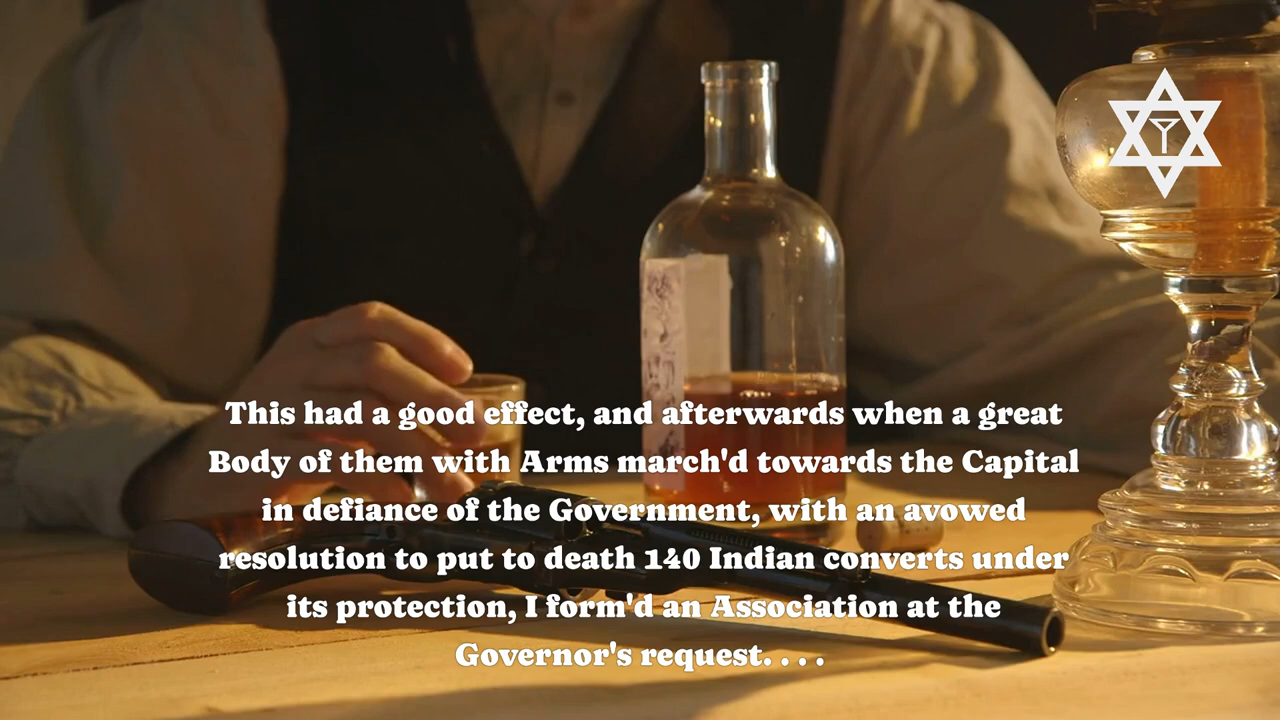 This had a good effect, and afterwards when a great
Body of them with Arms march'd towards the Capital
in defiance of the Government, with an avowed
resolution to put to death 140 Indian converts under
its protection, I form'd an Association at the
Governor's request. . . .